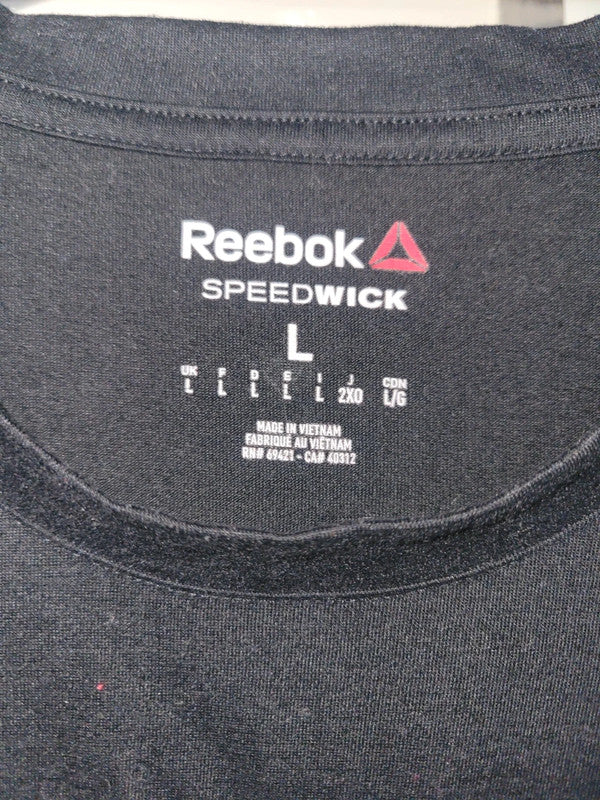 Reebok
SPEEDWICK
L
UK F D E I J CDN
L L L L L 2XO L/G
MADE IN VIETNAM
FABRIQUÉ AU VIÊTNAM
RN# 69421 - CA# 40312